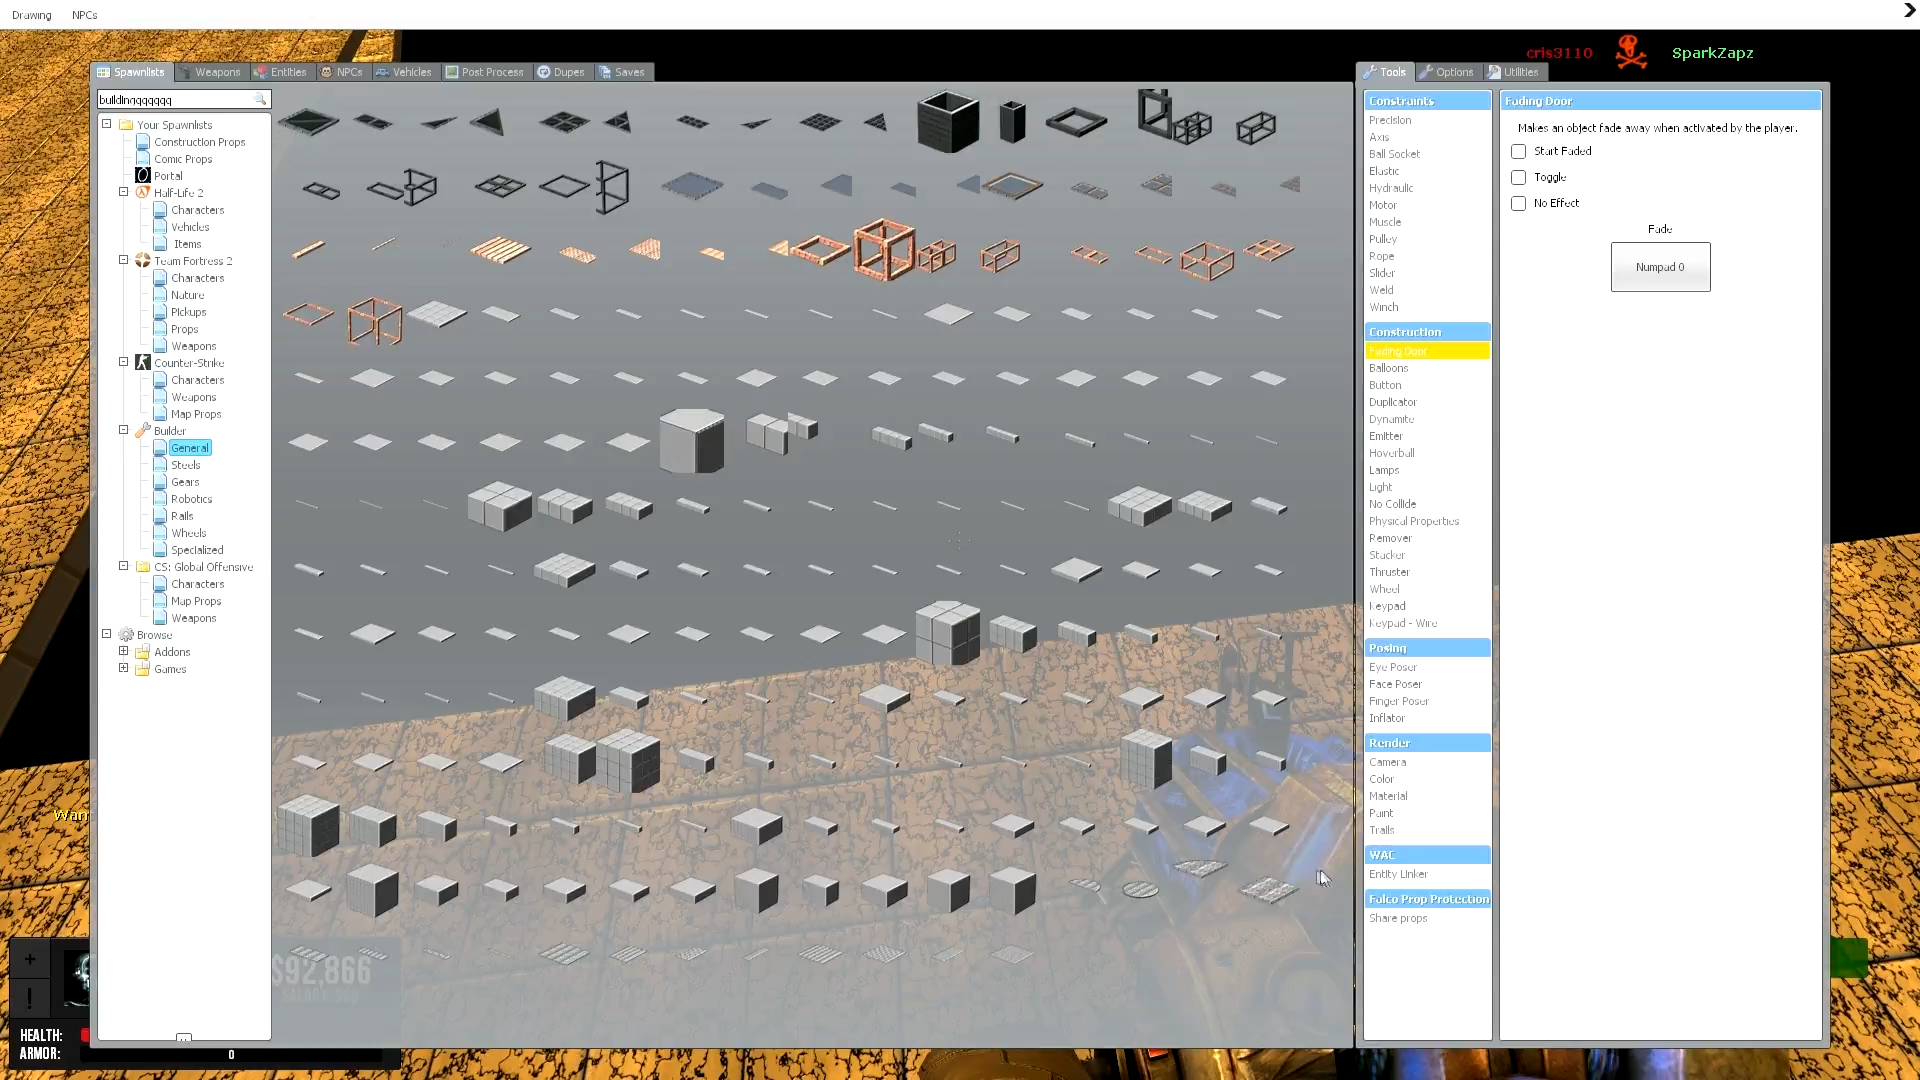 Drawing NPCs
cris3110 SparkZapz
Spawnlists Weapons Entities NPCs Vehicles Post Process Dupes Saves
Tools Options Utilities
buildingqqqqqq
Your Spawnlists
Construction Props
Comic Props
Portal
Half-Life 2
Characters
Vehicles
Items
Team Fortress 2
Characters
Nature
Pickups
Props
Weapons
Counter-Strike
Characters
Weapons
Map Props
Builder
General
Steels
Gears
Robotics
Rails
Wheels
Specialized
CS: Global Offensive
Characters
Map Props
Weapons
Browse
Addons
Games
Constraints
Precision
Axis
Ball Socket
Elastic
Hydraulic
Motor
Muscle
Pulley
Rope
Slider
Weld
Winch
Construction
Fading Door
Balloons
Button
Duplicator
Dynamite
Emitter
Hoverball
Lamps
Light
No Collide
Physical Properties
Remover
Stacker
Thruster
Wheel
Keypad
Keypad - Wire
Posing
Eye Poser
Face Poser
Finger Poser
Inflator
Render
Camera
Color
Material
Paint
Trails
WAC
Entity Linker
Falco Prop Protection
Share props
Fading Door
Makes an object fade away when activated by the player.
Start Faded
Toggle
No Effect
Fade
Numpad 0
$92,866
HEALTH:
ARMOR: 0